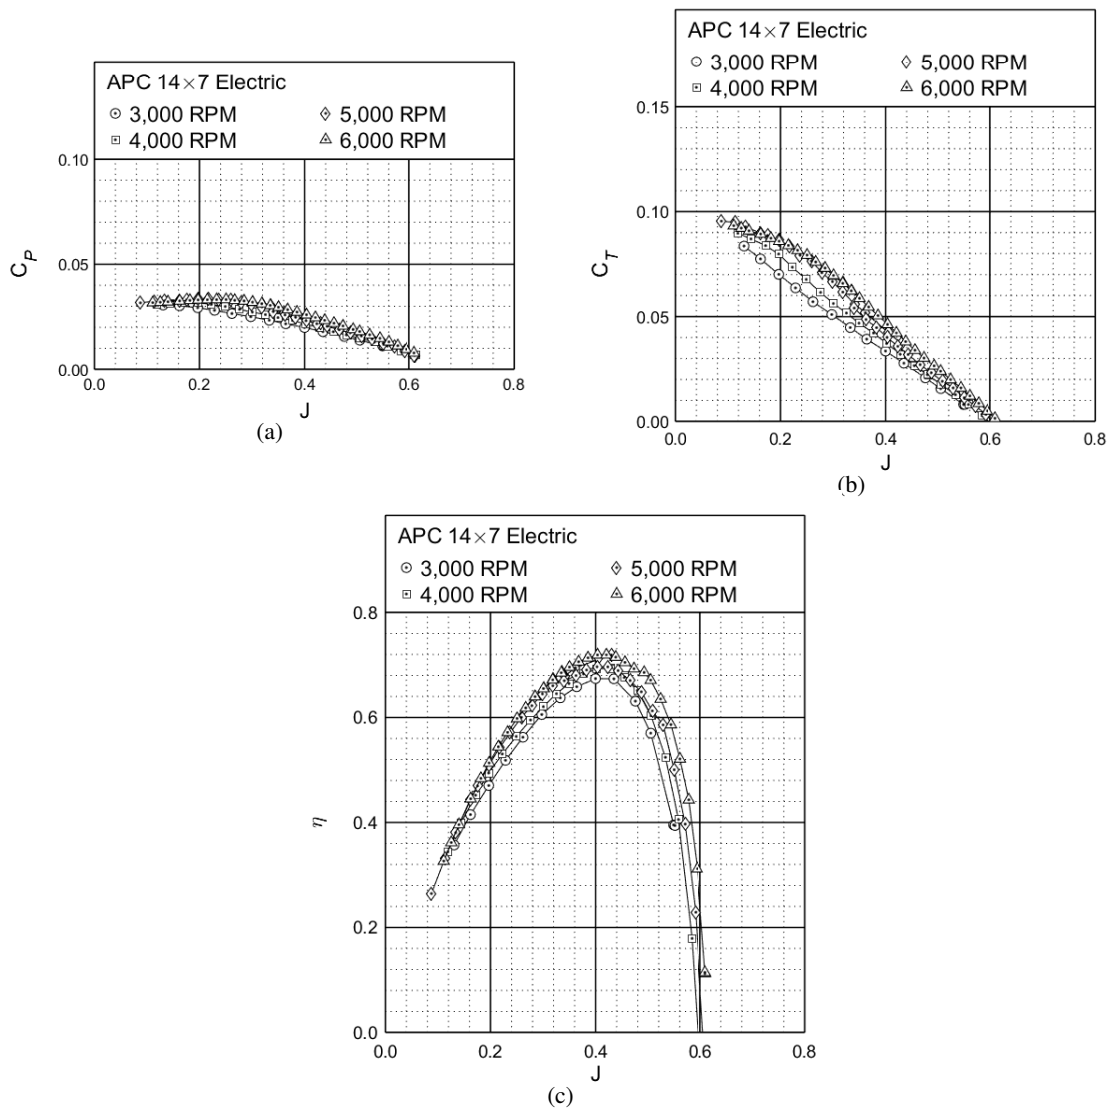 APC 14×7 Electric
3,000 RPM 5,000 RPM
4,000 RPM 6,000 RPM
0.10
0.05
0.00
C_P
0.0 0.2 0.4 0.6 0.8
J
(a)
APC 14×7 Electric
3,000 RPM 5,000 RPM
4,000 RPM 6,000 RPM
0.15
0.10
0.05
0.00
C_T
0.0 0.2 0.4 0.6 0.8
J
(b)
APC 14×7 Electric
3,000 RPM 5,000 RPM
4,000 RPM 6,000 RPM
0.8
0.6
0.4
0.2
0.0
η
0.0 0.2 0.4 0.6 0.8
J
(c)